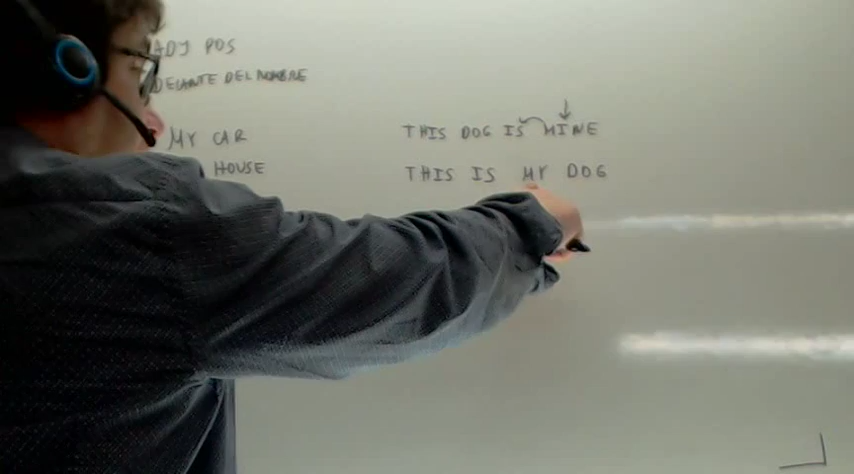 ADJ POS
DELANTE DEL NOMBRE
MY CAR
HOUSE
THIS DOG IS MINE
THIS IS MY DOG